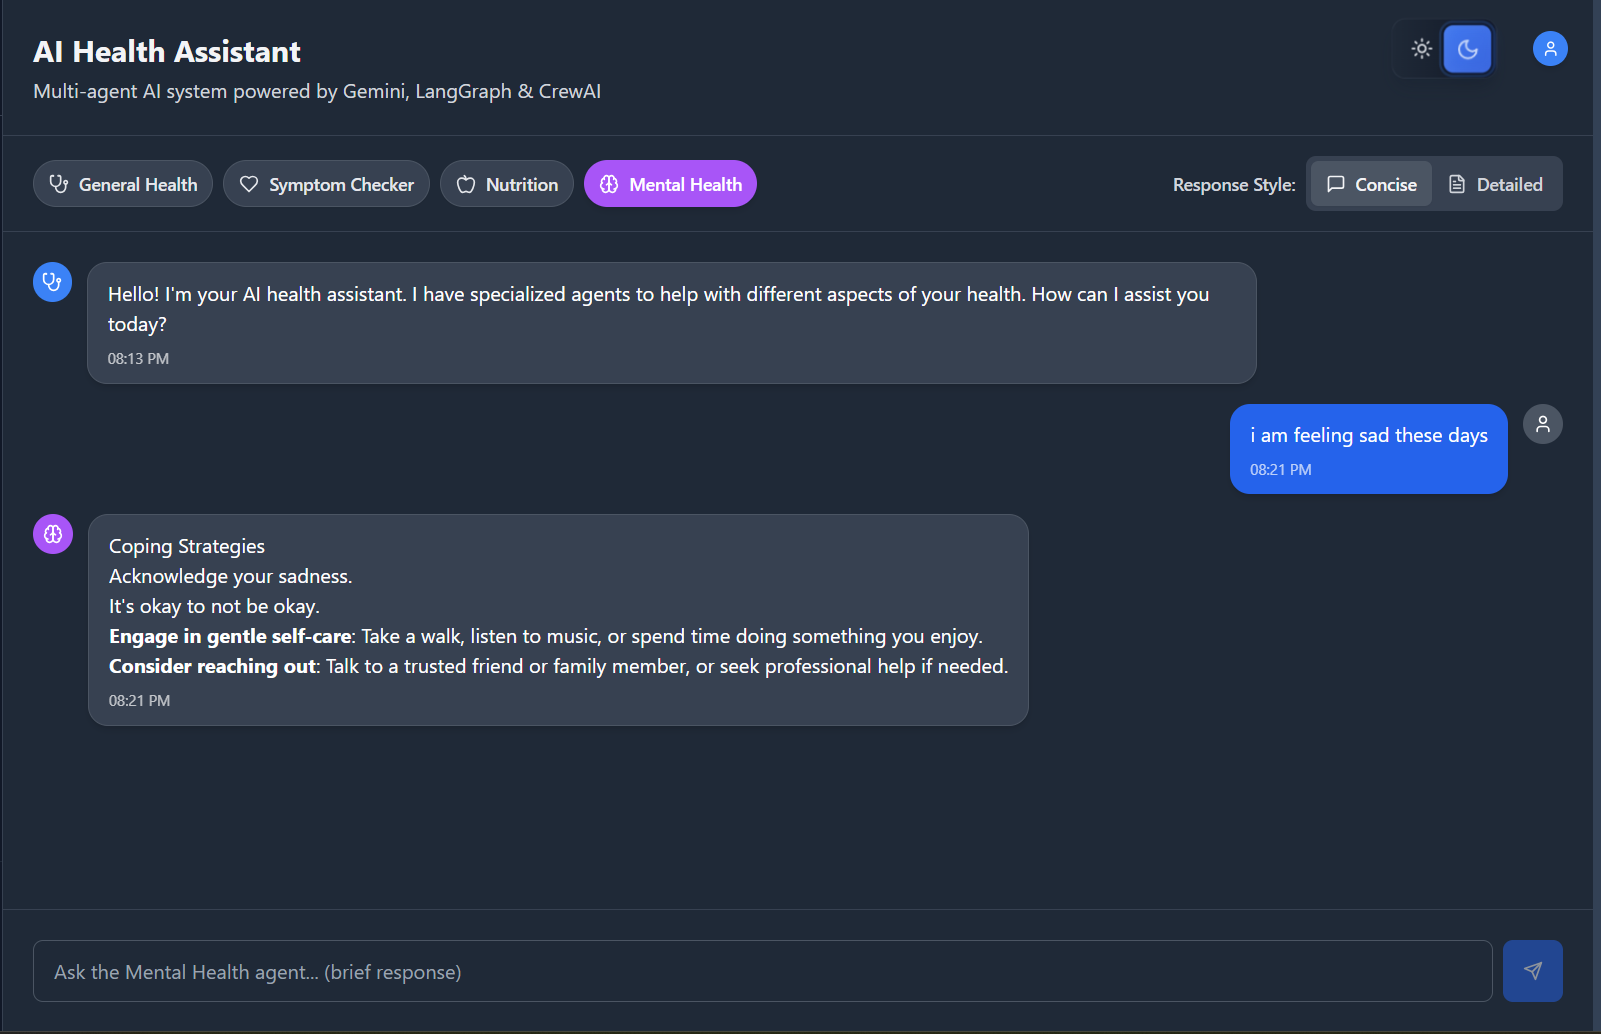 AI Health Assistant
Multi-agent AI system powered by Gemini, LangGraph & CrewAI
General Health
Symptom Checker
Nutrition
Mental Health
Response Style:
Concise
Detailed
Hello! I'm your AI health assistant. I have specialized agents to help with different aspects of your health. How can I assist you
today?
08:13 PM
i am feeling sad these days
08:21 PM
Coping Strategies
Acknowledge your sadness.
It's okay to not be okay.
Engage in gentle self-care: Take a walk, listen to music, or spend time doing something you enjoy.
Consider reaching out: Talk to a trusted friend or family member, or seek professional help if needed.
08:21 PM
Ask the Mental Health agent... (brief response)